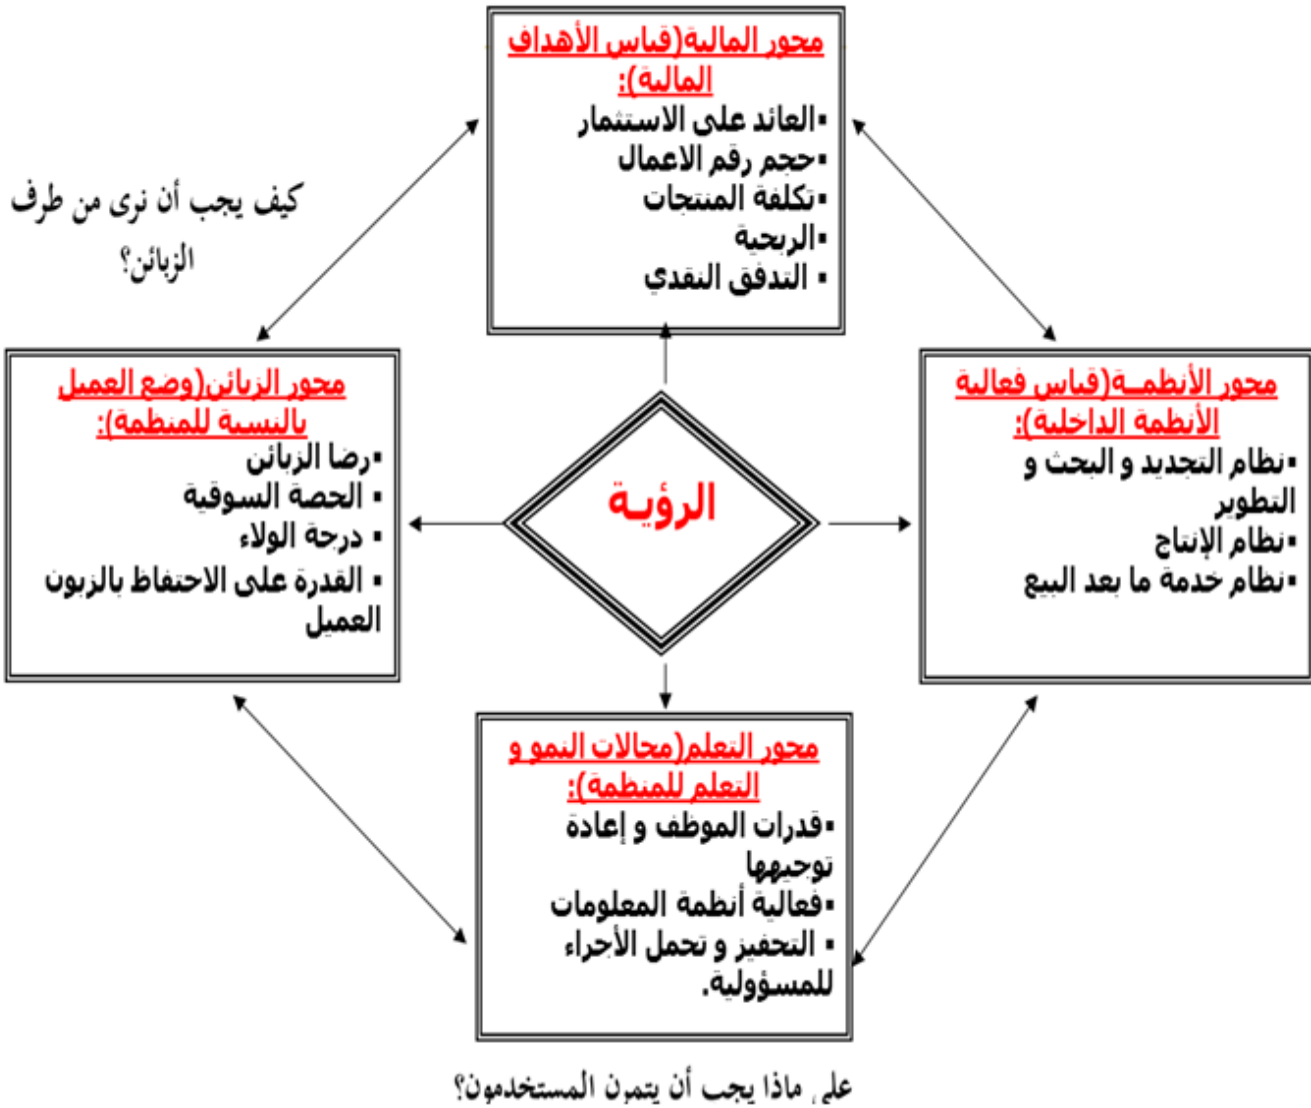 محور المالية(قياس الأهداف
المالية):
▪العائد على الاستثمار
▪حجم رقم الاعمال
▪تكلفة المنتجات
▪الربحية
▪ التدفق النقدي
كيف يجب أن نرى من طرف
الزبائن؟
محور الأنظمــة(قياس فعالية
الأنظمة الداخلية):
▪نظام التجديد و البحث و
التطوير
▪نظام الإنتاج
▪نظام خدمة ما بعد البيع
الرؤيـة
محور الزبائن(وضع العميل
بالنسبة للمنظمة):
▪رضا الزبائن
▪ الحصة السوقية
▪ درجة الولاء
▪ القدرة على الاحتفاظ بالزبون
العميل
محور التعلم(مجالات النمو و
التعلم للمنظمة):
▪قدرات الموظف و إعادة
توجيهها
▪فعالية أنظمة المعلومات
▪ التحفيز و تحمل الأجراء
للمسؤولية.
على ماذا يجب أن يتمرن المستخدمون؟